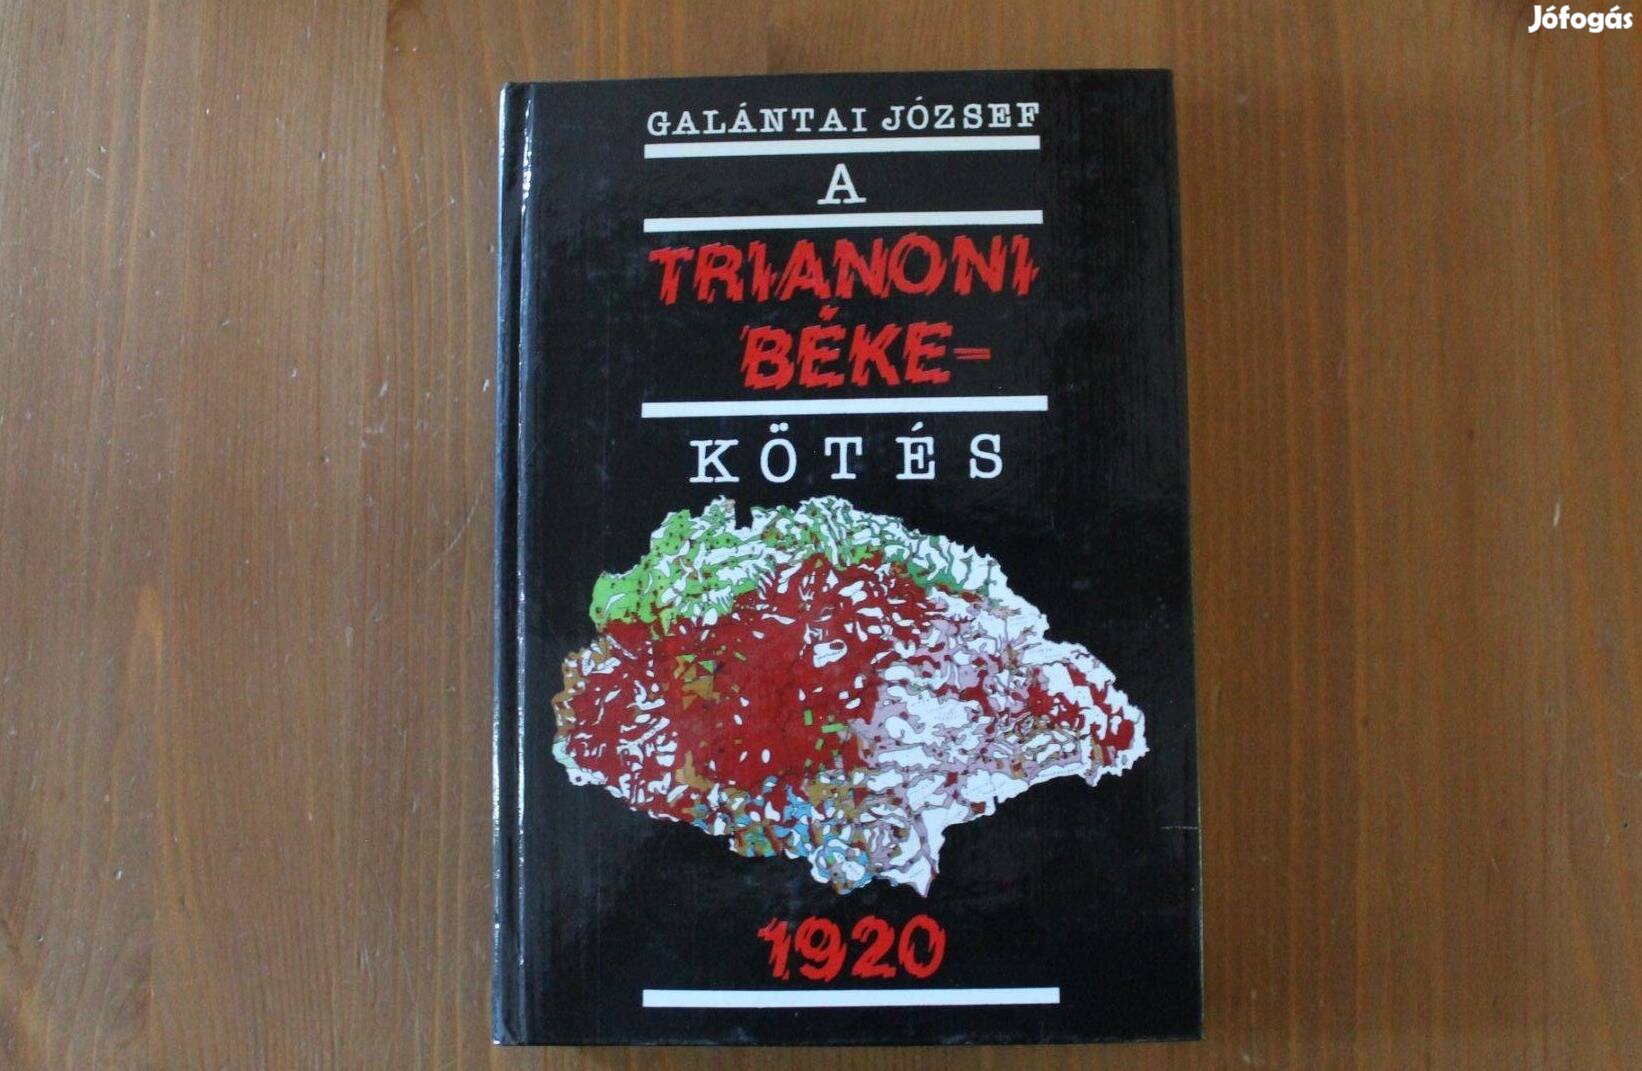 Jófogás
GALÁNTAI JÓZSEF
A
TRIANONI
BÉKE-
KÖTÉS
1920